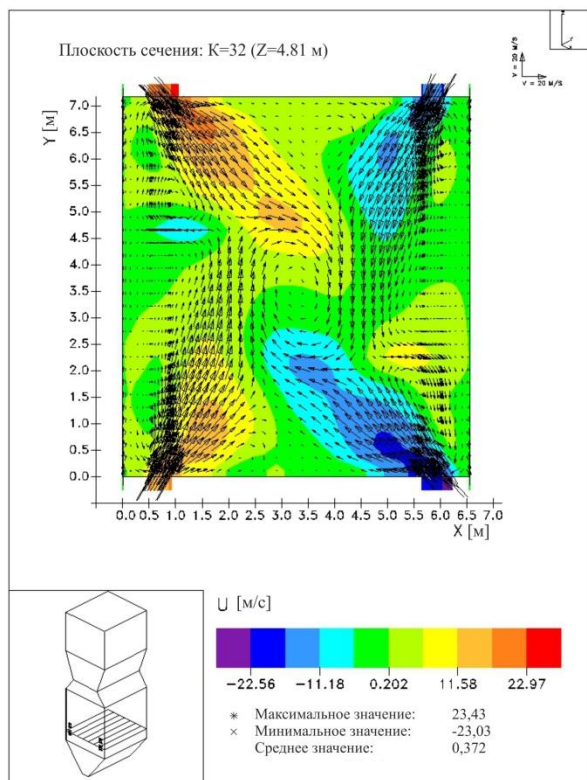 Плоскость сечения: K=32 (Z=4.81 м)
V = 20 M/S
V = 20 M/S
Y [м]
7.0
6.5
6.0
5.5
5.0
4.5
4.0
3.5
3.0
2.5
2.0
1.5
1.0
0.5
0.0
0.0 0.5 1.0 1.5 2.0 2.5 3.0 3.5 4.0 4.5 5.0 5.5 6.0 6.5 7.0
X [м]
U [м/с]
-22.56 -11.18 0.202 11.58 22.97
* Максимальное значение: 23,43
× Минимальное значение: -23,03
Среднее значение: 0,372